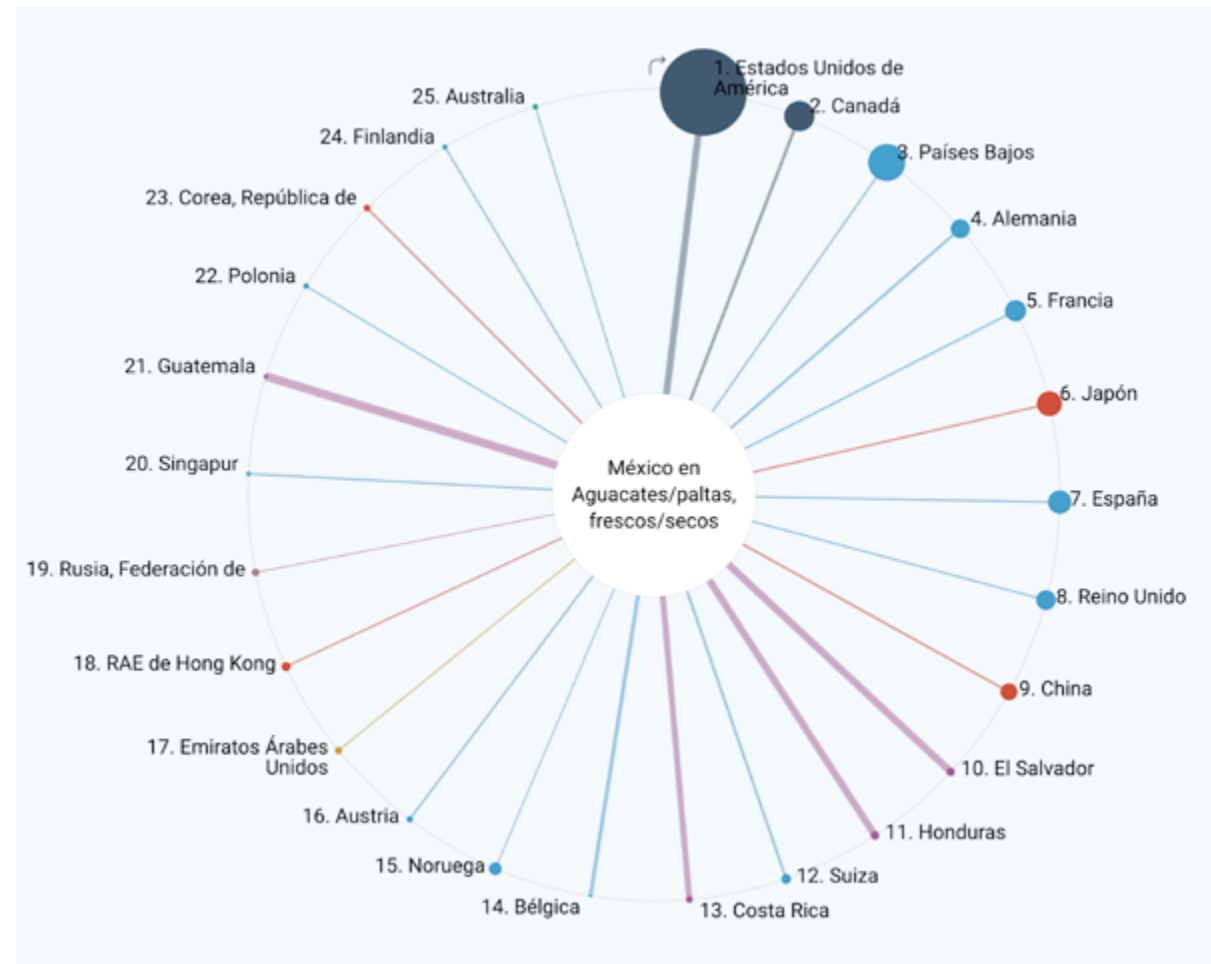 1. Estados Unidos de
América
2. Canadá
3. Países Bajos
4. Alemania
5. Francia
6. Japón
7. España
8. Reino Unido
9. China
10. El Salvador
11. Honduras
12. Suiza
13. Costa Rica
14. Bélgica
15. Noruega
16. Austria
17. Emiratos Árabes
Unidos
18. RAE de Hong Kong
19. Rusia, Federación de
20. Singapur
21. Guatemala
22. Polonia
23. Corea, República de
24. Finlandia
25. Australia
México en
Aguacates/paltas,
frescos/secos